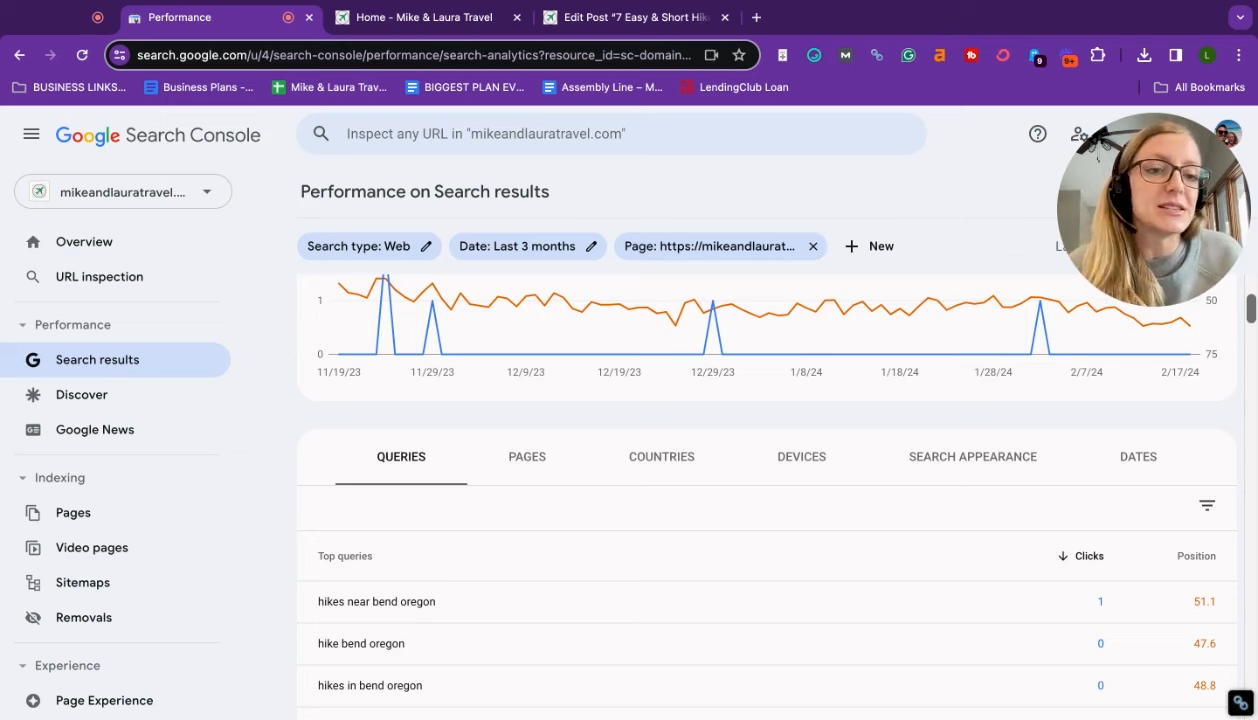 Performance
Home - Mike & Laura Travel
Edit Post "7 Easy & Short Hik
search.google.com/u/4/search-console/performance/search-analytics?resource_id=sc-domain...
9
9+
L
BUSINESS LINKS...
Business Plans -...
Mike & Laura Trav...
BIGGEST PLAN EV...
Assembly Line – M...
LendingClub Loan
All Bookmarks
Google Search Console
Inspect any URL in "mikeandlauratravel.com"
mikeandlauratravel....
Performance on Search results
Search type: Web
Date: Last 3 months
Page: https://mikeandlaurat...
New
Overview
URL inspection
Performance
Search results
Discover
Google News
Indexing
Pages
Video pages
Sitemaps
Removals
Experience
Page Experience
1
50
0
75
11/19/23
11/29/23
12/9/23
12/19/23
12/29/23
1/8/24
1/18/24
1/28/24
2/7/24
2/17/24
QUERIES
PAGES
COUNTRIES
DEVICES
SEARCH APPEARANCE
DATES
Top queries
Clicks
Position
hikes near bend oregon
1
51.1
hike bend oregon
0
47.6
hikes in bend oregon
0
48.8